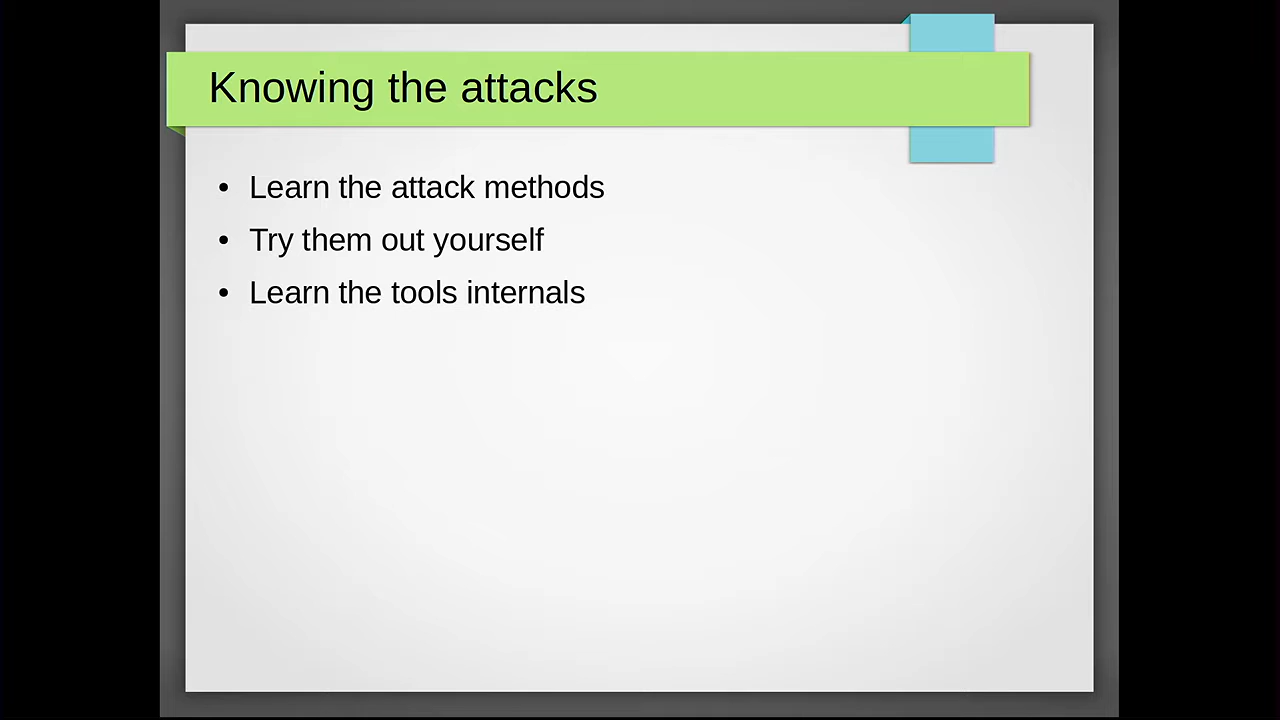 Knowing the attacks
• Learn the attack methods
• Try them out yourself
• Learn the tools internals